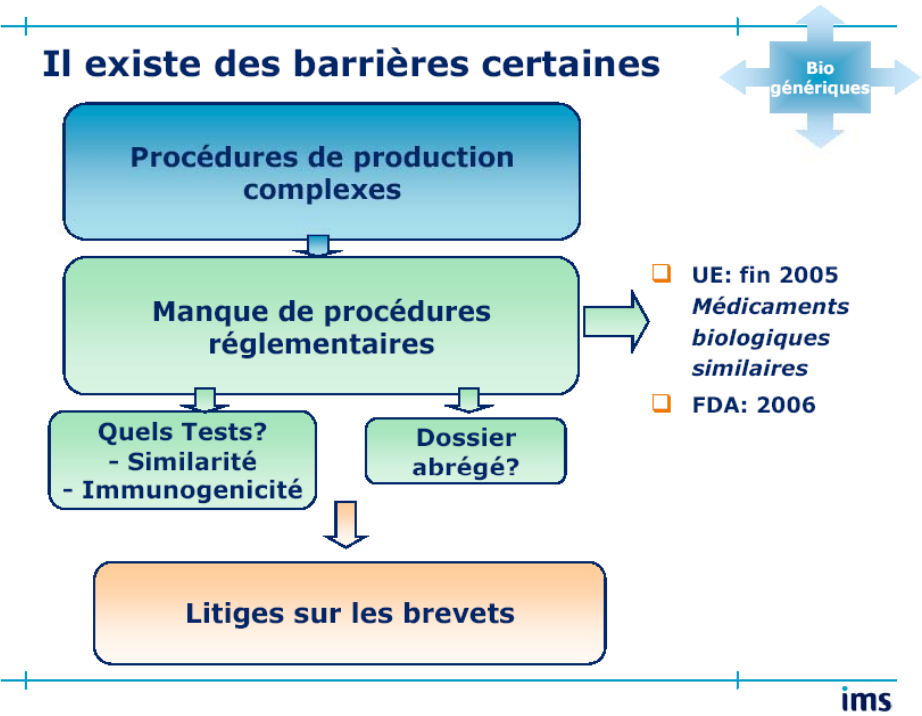 Il existe des barrières certaines
Bio
génériques
Procédures de production
complexes
Manque de procédures
réglementaires
UE: fin 2005
Médicaments
biologiques
similaires
FDA: 2006
Quels Tests?
- Similarité
- Immunogenicité
Dossier
abrégé?
Litiges sur les brevets
ims